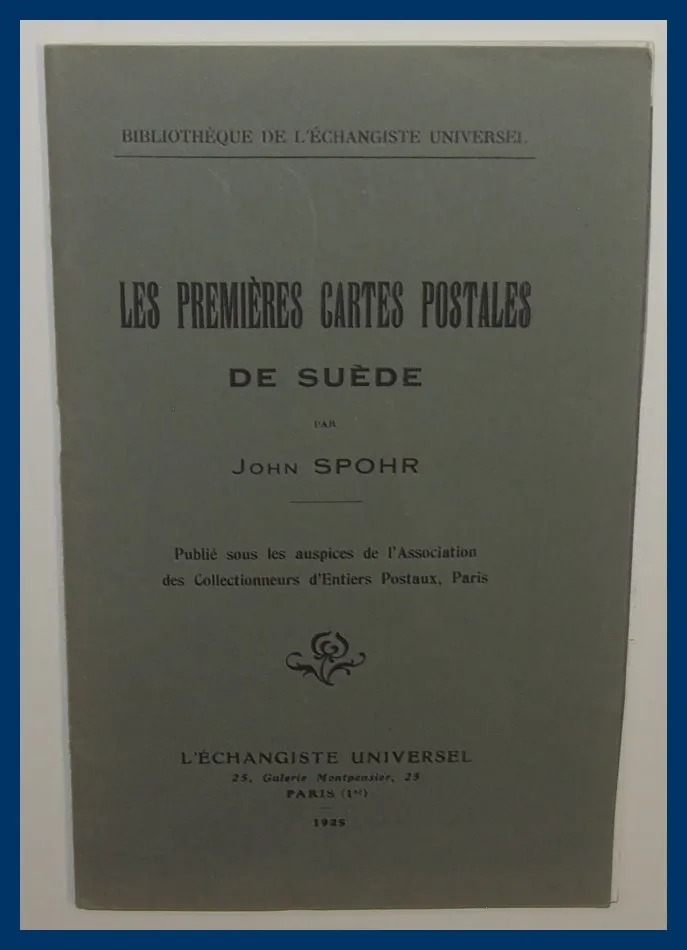 BIBLIOTHÈQUE DE L'ÉCHANGISTE UNIVERSEL
LES PREMIÈRES CARTES POSTALES
DE SUÈDE
PAR
JOHN SPOHR
Publié sous les auspices de l'Association
des Collectionneurs d'Entiers Postaux, Paris
L'ÉCHANGISTE UNIVERSEL
25, Galerie Montpensier, 25
PARIS (1er)
1925